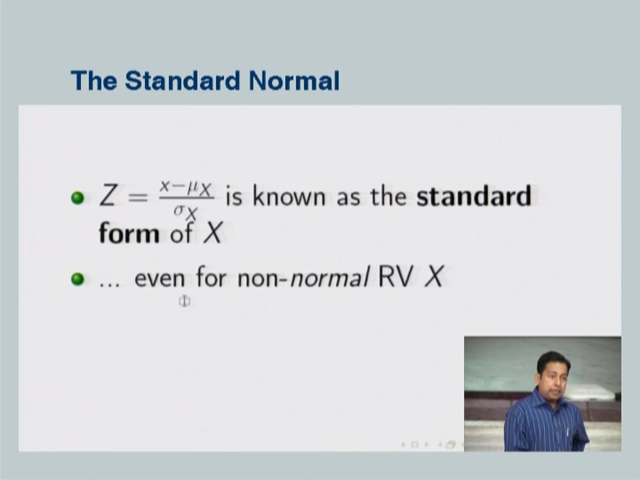 The Standard Normal
Z = x−μX / σX is known as the standard
form of X
... even for non-normal RV X